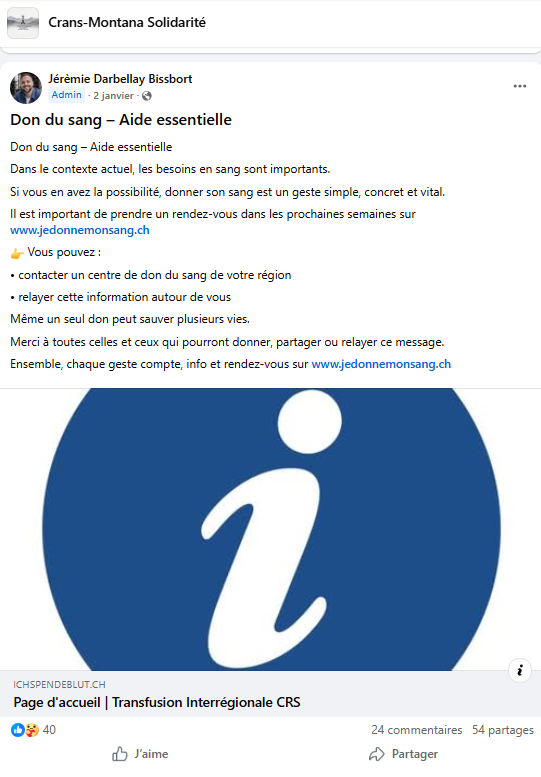 Crans-Montana Solidarité
Jérèmie Darbellay Bissbort
Admin · 2 janvier ·
Don du sang – Aide essentielle
Don du sang – Aide essentielle
Dans le contexte actuel, les besoins en sang sont importants.
Si vous en avez la possibilité, donner son sang est un geste simple, concret et vital.
Il est important de prendre un rendez-vous dans les prochaines semaines sur
www.jedonnemonsang.ch
👉 Vous pouvez :
• contacter un centre de don du sang de votre région
• relayer cette information autour de vous
Même un seul don peut sauver plusieurs vies.
Merci à toutes celles et ceux qui pourront donner, partager ou relayer ce message.
Ensemble, chaque geste compte, info et rendez-vous sur www.jedonnemonsang.ch
i
i
ICHSPENDEBLUT.CH
Page d'accueil | Transfusion Interrégionale CRS
40 24 commentaires 54 partages
J'aime Partager